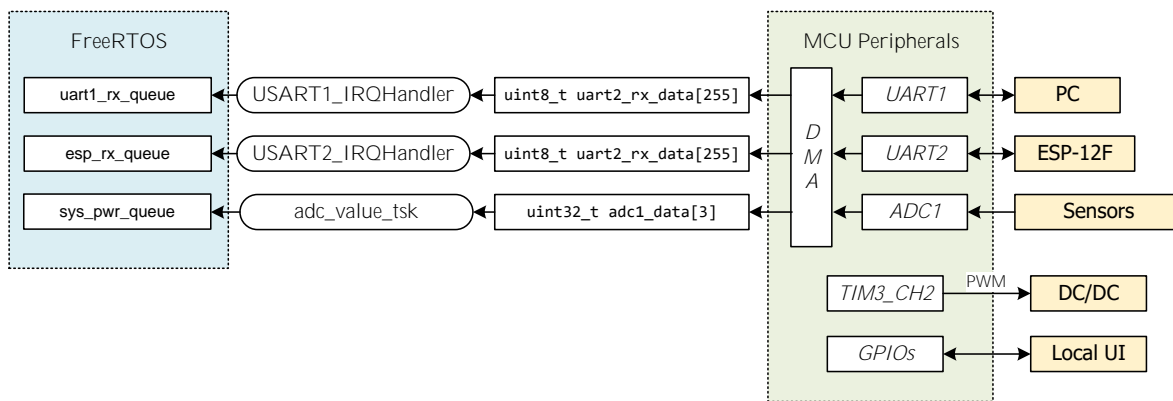 FreeRTOS
MCU Peripherals
uart1_rx_queue
USART1_IRQHandler
uint8_t uart2_rx_data[255]
UART1
PC
esp_rx_queue
USART2_IRQHandler
uint8_t uart2_rx_data[255]
DMA
UART2
ESP-12F
sys_pwr_queue
adc_value_tsk
uint32_t adc1_data[3]
ADC1
Sensors
TIM3_CH2
PWM
DC/DC
GPIOs
Local UI